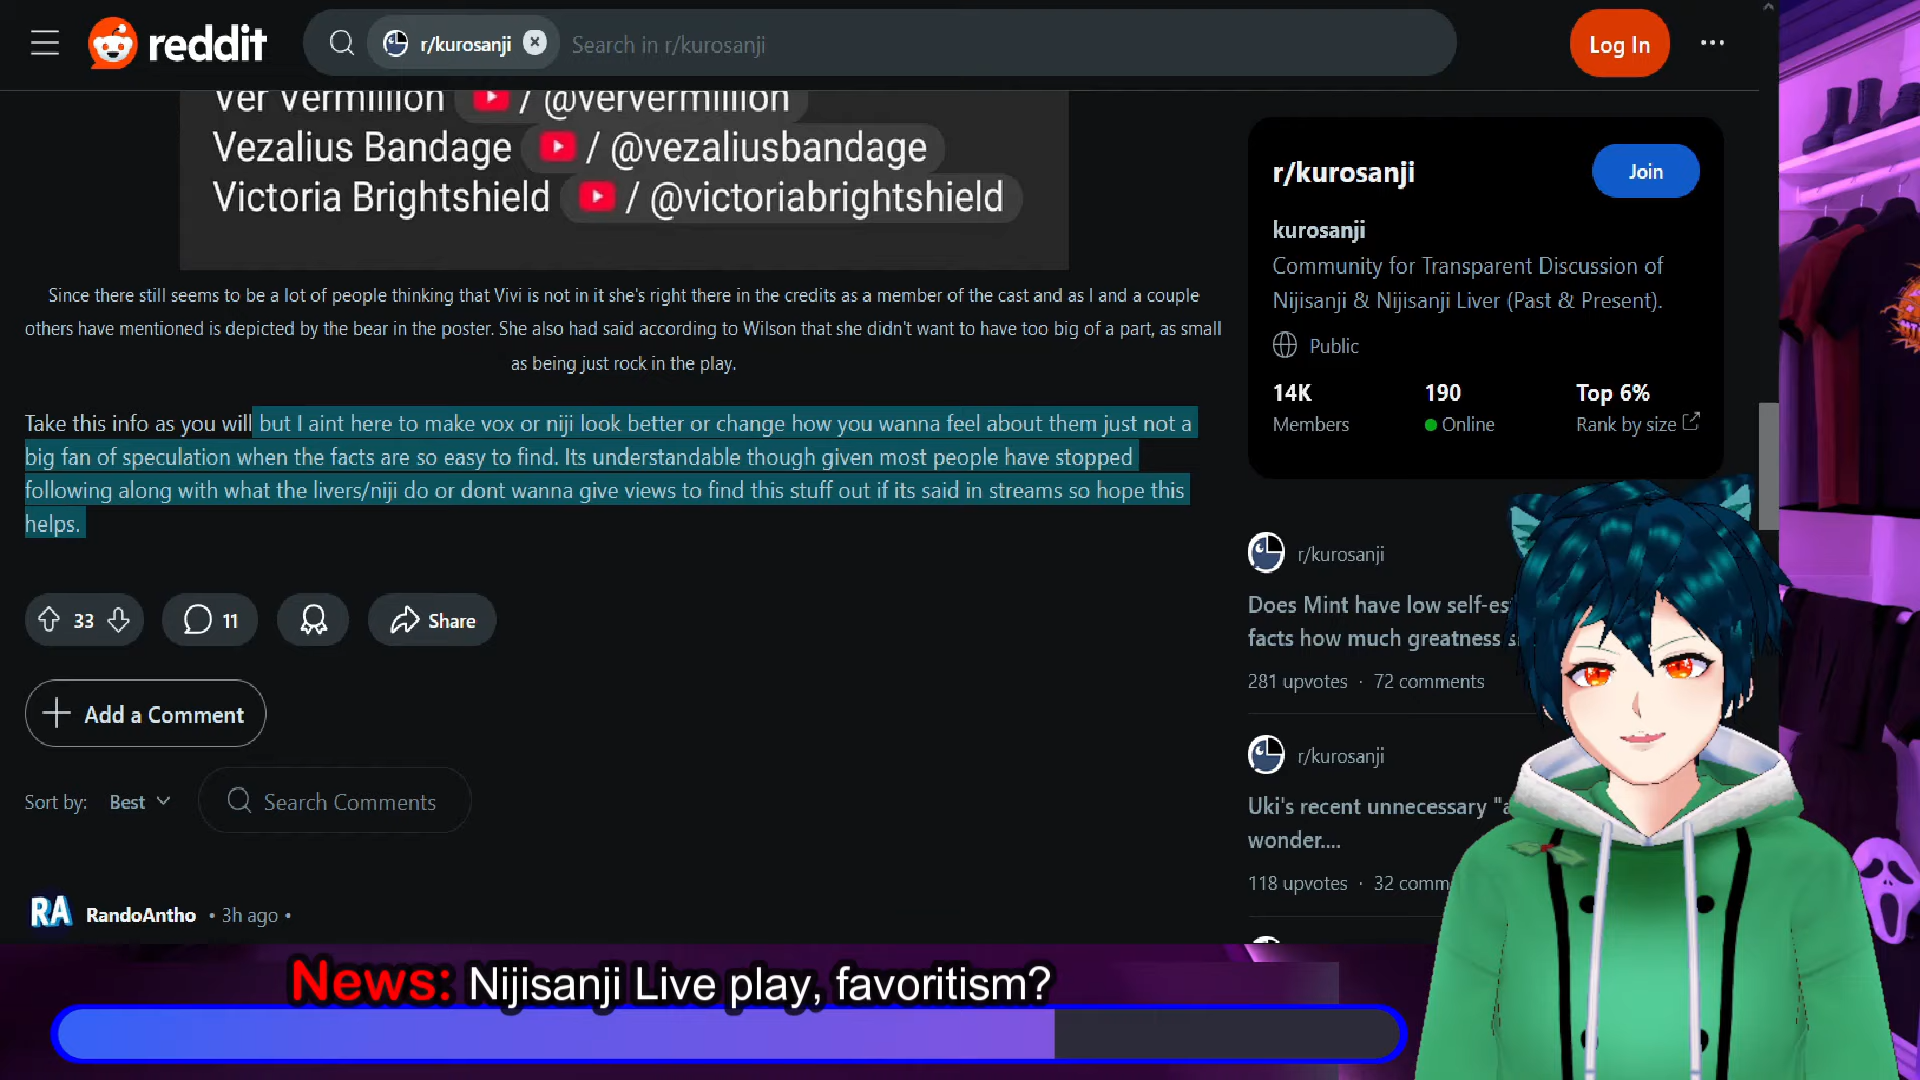 reddit
r/kurosanji
Search in r/kurosanji
Log In
Ver Vermillion / @ververmillion
Vezalius Bandage / @vezaliusbandage
Victoria Brightshield / @victoriabrightshield
Since there still seems to be a lot of people thinking that Vivi is not in it she's right there in the credits as a member of the cast and as I and a couple
others have mentioned is depicted by the bear in the poster. She also had said according to Wilson that she didn't want to have too big of a part, as small
as being just rock in the play.
Take this info as you will but I aint here to make vox or niji look better or change how you wanna feel about them just not a
big fan of speculation when the facts are so easy to find. Its understandable though given most people have stopped
following along with what the livers/niji do or dont wanna give views to find this stuff out if its said in streams so hope this
helps.
33
11
Share
Add a Comment
Sort by: Best
Search Comments
RA
RandoAntho • 3h ago •
r/kurosanji
Join
kurosanji
Community for Transparent Discussion of
Nijisanji & Nijisanji Liver (Past & Present).
Public
14K
190
Top 6%
Members
Online
Rank by size
r/kurosanji
Does Mint have low self-es
facts how much greatness s
281 upvotes · 72 comments
r/kurosanji
Uki's recent unnecessary "a
wonder....
118 upvotes · 32 comm
News: Nijisanji Live play, favoritism?